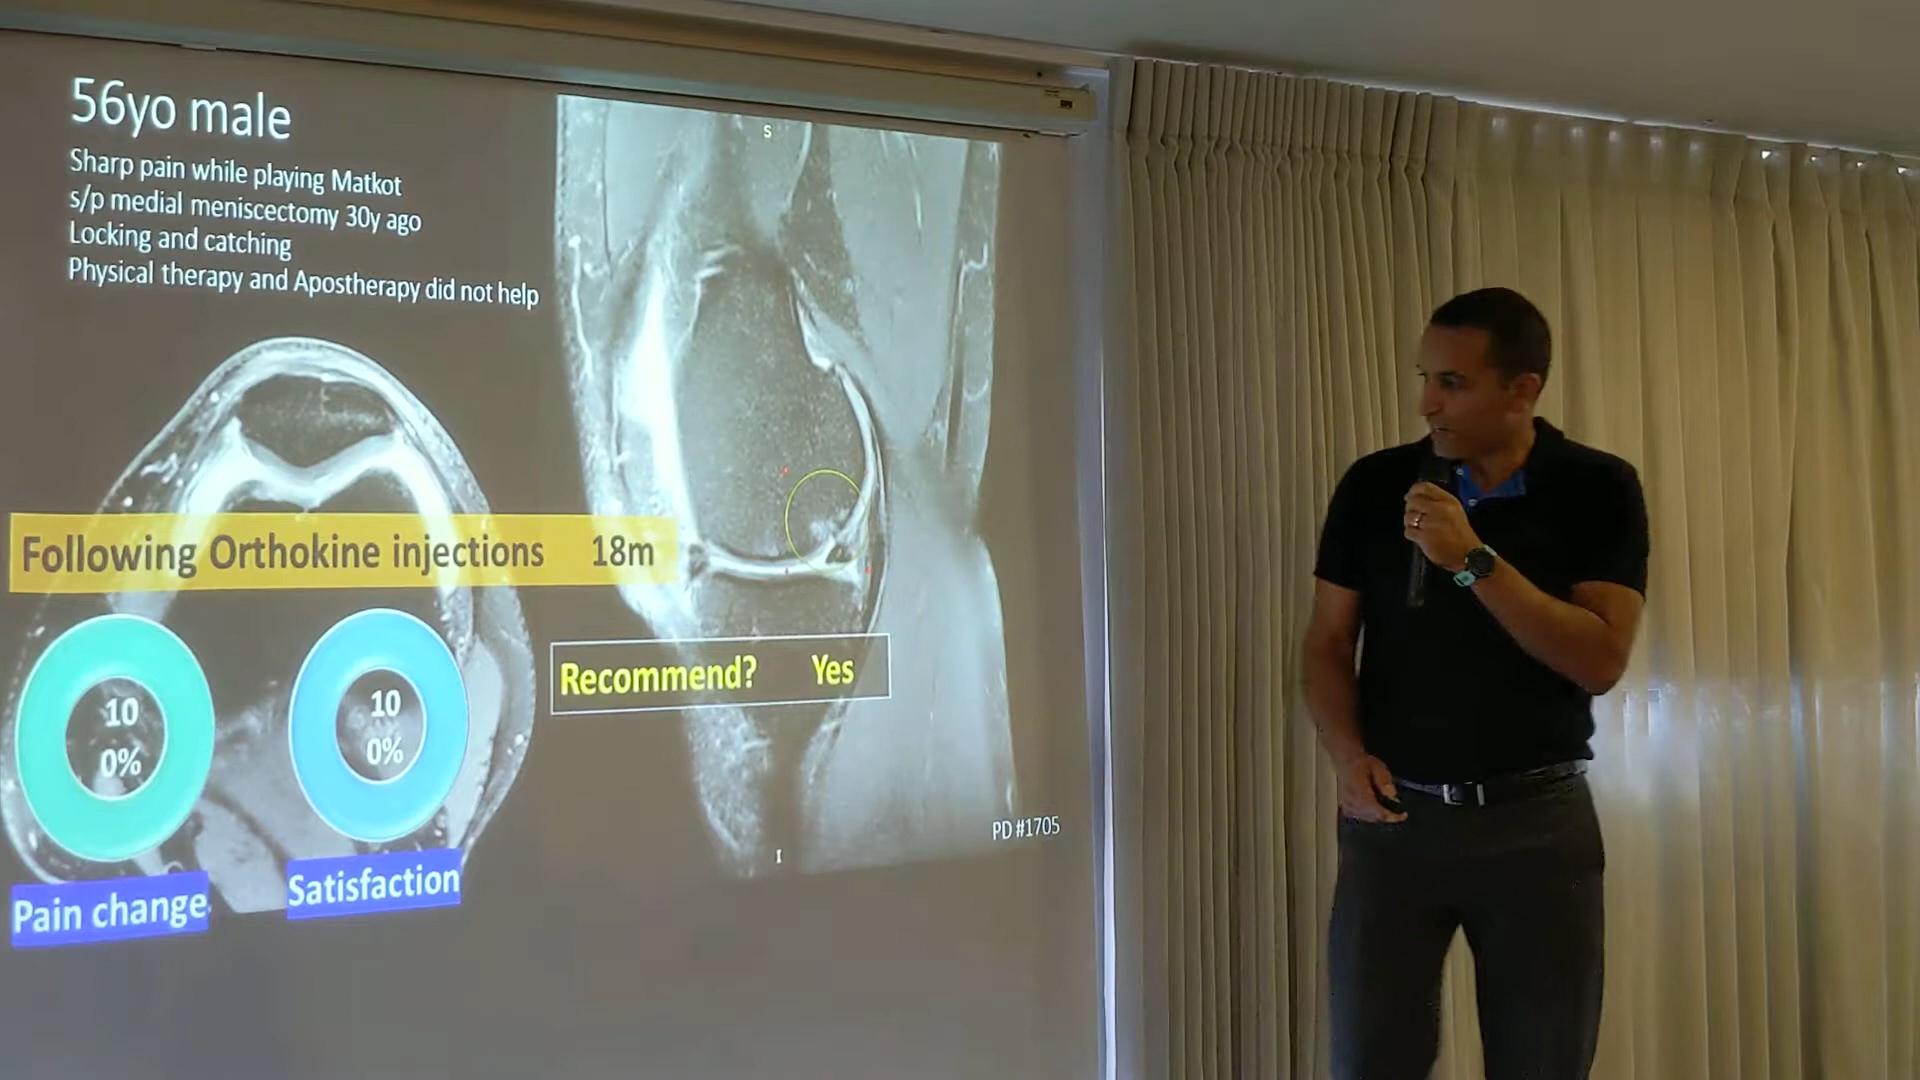 56yo male
Sharp pain while playing Matkot
s/p medial meniscectomy 30y ago
Locking and catching
Physical therapy and Apostherapy did not help
S
Following Orthokine injections 18m
Recommend? Yes
10
0%
10
0%
Pain change
Satisfaction
PD #1705
I